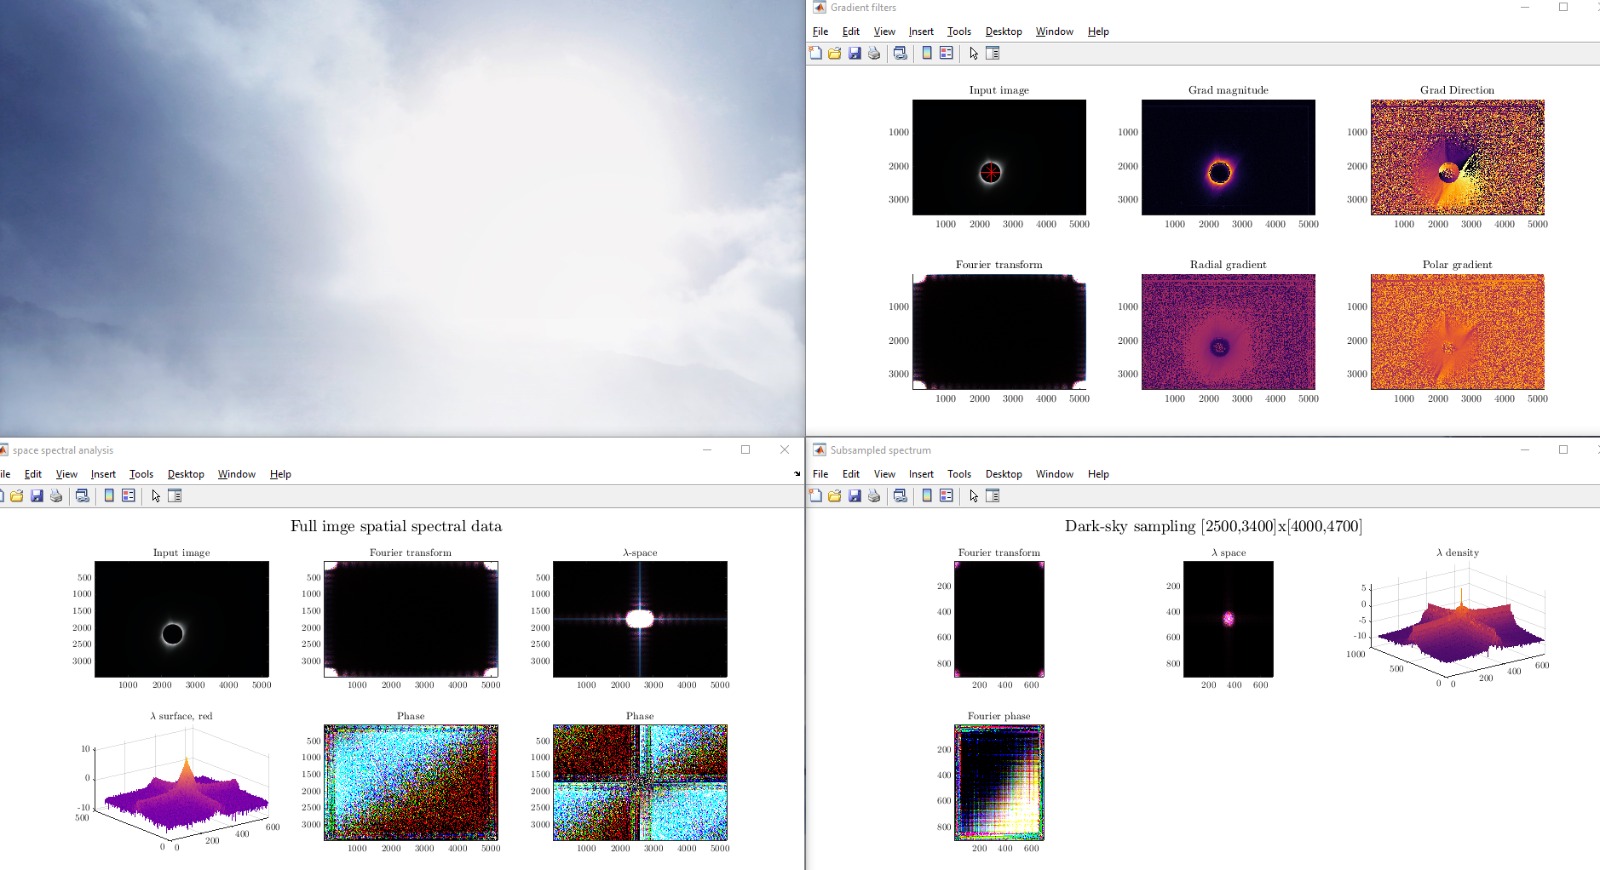 Gradient filters
File Edit View Insert Tools Desktop Window Help
Input image Grad magnitude Grad Direction
1000 1000 1000
2000 2000 2000
3000 3000 3000
1000 2000 3000 4000 5000 1000 2000 3000 4000 5000 1000 2000 3000 4000 5000
Fourier transform Radial gradient Polar gradient
1000 1000 1000
2000 2000 2000
3000 3000 3000
1000 2000 3000 4000 5000 1000 2000 3000 4000 5000 1000 2000 3000 4000 5000
space spectral analysis
ile Edit View Insert Tools Desktop Window Help
Full imge spatial spectral data
Input image Fourier transform λ-space
500 500 500
1000 1000 1000
1500 1500 1500
2000 2000 2000
2500 2500 2500
3000 3000 3000
1000 2000 3000 4000 5000 1000 2000 3000 4000 5000 1000 2000 3000 4000 5000
λ surface, red Phase Phase
10 500 500
0 1000 1000
-10 1500 1500
500 2000 2000
0 2500 2500
0 200 400 600 3000 3000
1000 2000 3000 4000 5000 1000 2000 3000 4000 5000
Subsampled spectrum
File Edit View Insert Tools Desktop Window Help
Dark-sky sampling [2500,3400]x[4000,4700]
Fourier transform λ space λ density
200 200 5
400 400 0
600 600 -5
800 800 -10
200 400 600 200 400 600 1000 500 0 0 200 400 600
Fourier phase
200
400
600
800
200 400 600